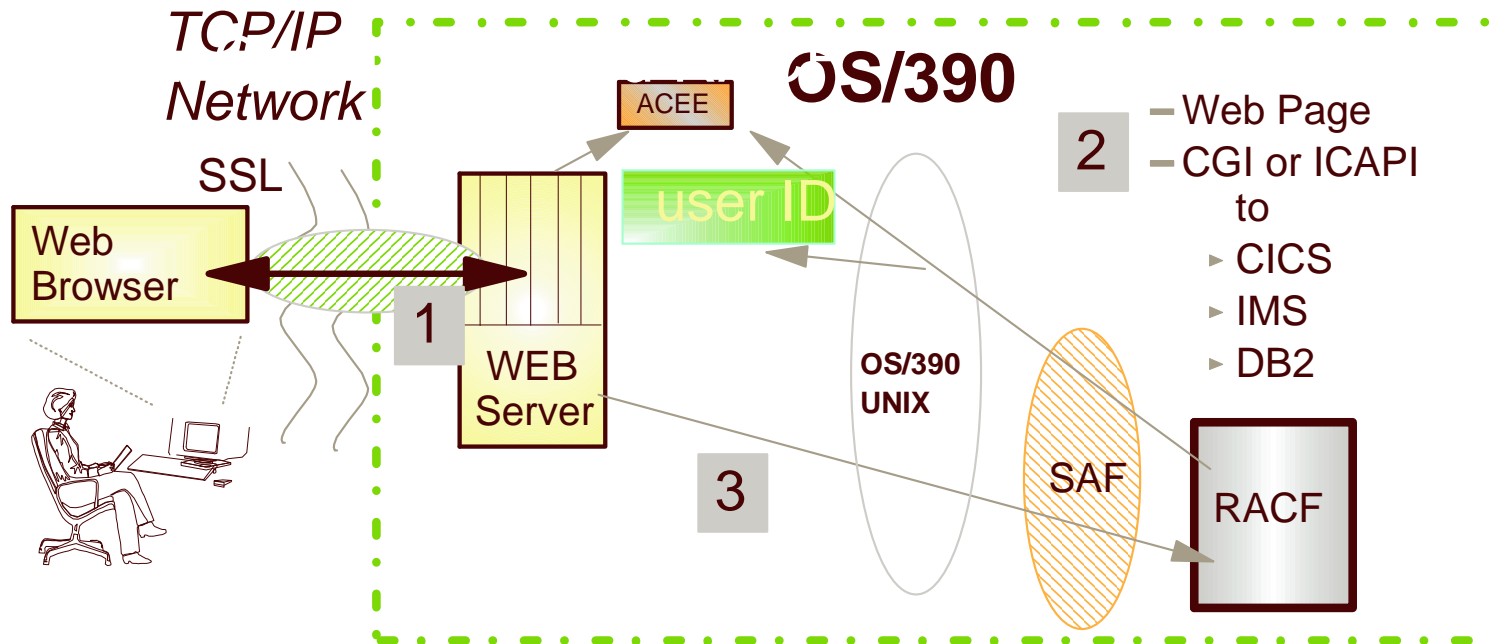 TCP/IP
Network
SSL
Web
Browser
1
WEB
Server
OS/390
ACEE
user ID
2
Web Page
CGI or ICAPI
to
CICS
IMS
DB2
OS/390
UNIX
3
SAF
RACF